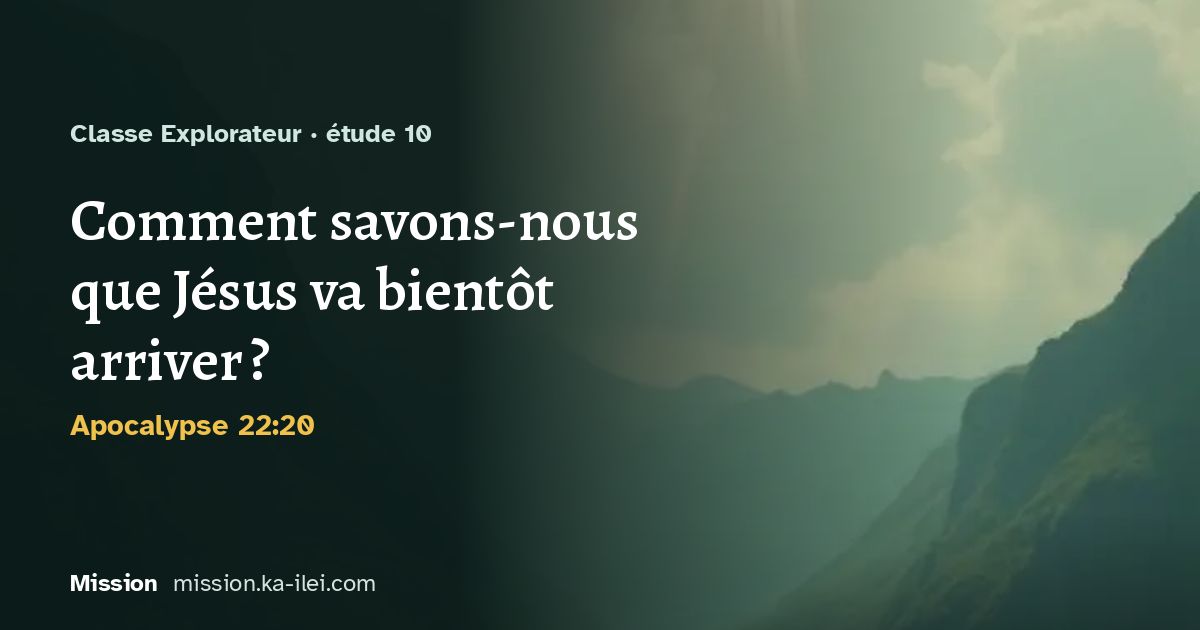 Classe Explorateur · étude 10
Comment savons-nous
que Jésus va bientôt
arriver ?
Apocalypse 22:20
Mission mission.ka-ilei.com